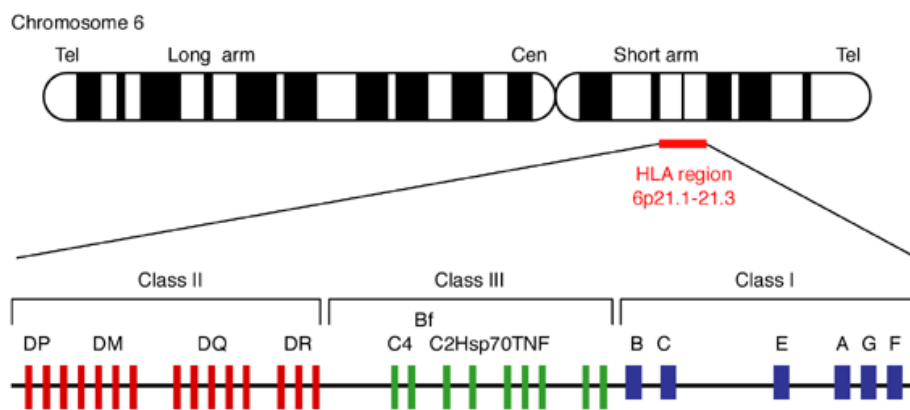 Chromosome 6
Tel Long arm Cen Short arm Tel
HLA region
6p21.1-21.3
Class II Class III Class I
Bf
DP DM DQ DR C4 C2Hsp70TNF B C E A G F